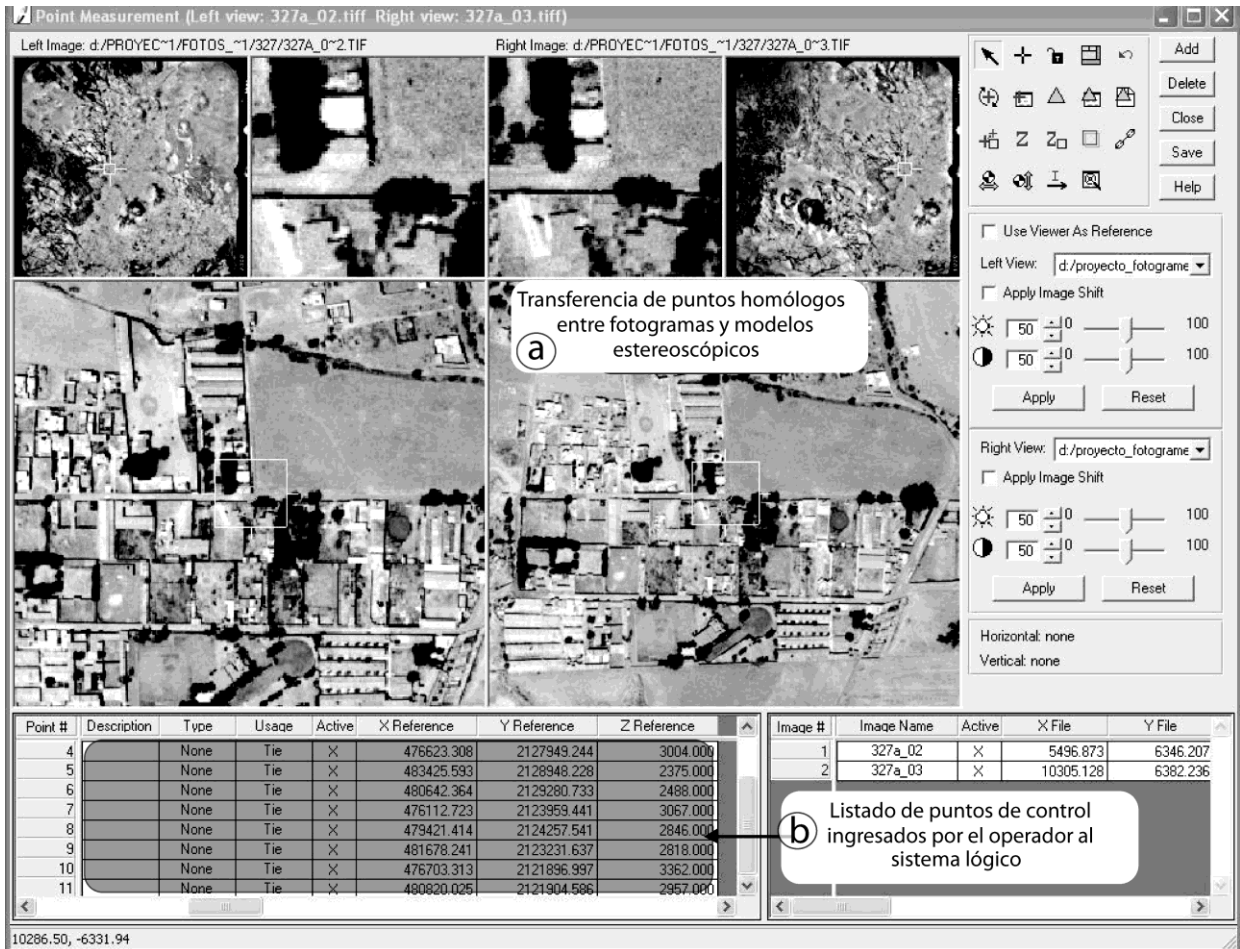 Point Measurement (Left view: 327a_02.tiff Right view: 327a_03.tiff)
Left Image: d:/PROYEC~1/FOTOS_~1/327/327A_0~2.TIF
Right Image: d:/PROYEC~1/FOTOS_~1/327/327A_0~3.TIF
Add
Delete
Close
Save
Help
Use Viewer As Reference
Left View: d:/proyecto_fotograme
Apply Image Shift
50 0 100
50 0 100
Apply Reset
Right View: d:/proyecto_fotograme
Apply Image Shift
50 0 100
50 0 100
Apply Reset
Horizontal: none
Vertical: none
a
Transferencia de puntos homólogos
entre fotogramas y modelos
estereoscópicos
Point # Description Type Usage Active X Reference Y Reference Z Reference
4 None Tie X 476623.308 2127949.244 3004.000
5 None Tie X 483425.593 2128948.228 2375.000
6 None Tie X 480642.364 2129280.733 2488.000
7 None Tie X 476112.723 2123959.441 3067.000
8 None Tie X 479421.414 2124257.541 2846.000
9 None Tie X 481678.241 2123231.637 2818.000
10 None Tie X 476703.313 2121896.997 3362.000
11 None Tie X 480820.025 2121904.586 2957.000
Image # Image Name Active X File Y File
1 327a_02 X 5496.873 6346.207
2 327a_03 X 10305.128 6382.236
b
Listado de puntos de control
ingresados por el operador al
sistema lógico
10286.50, -6331.94